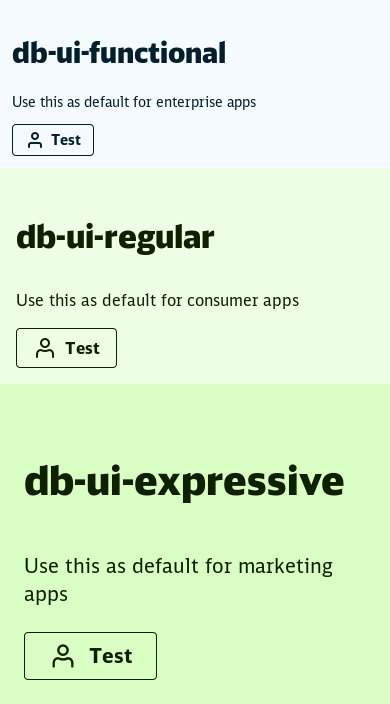 db-ui-functional
Use this as default for enterprise apps
Test
db-ui-regular
Use this as default for consumer apps
Test
db-ui-expressive
Use this as default for marketing
apps
Test